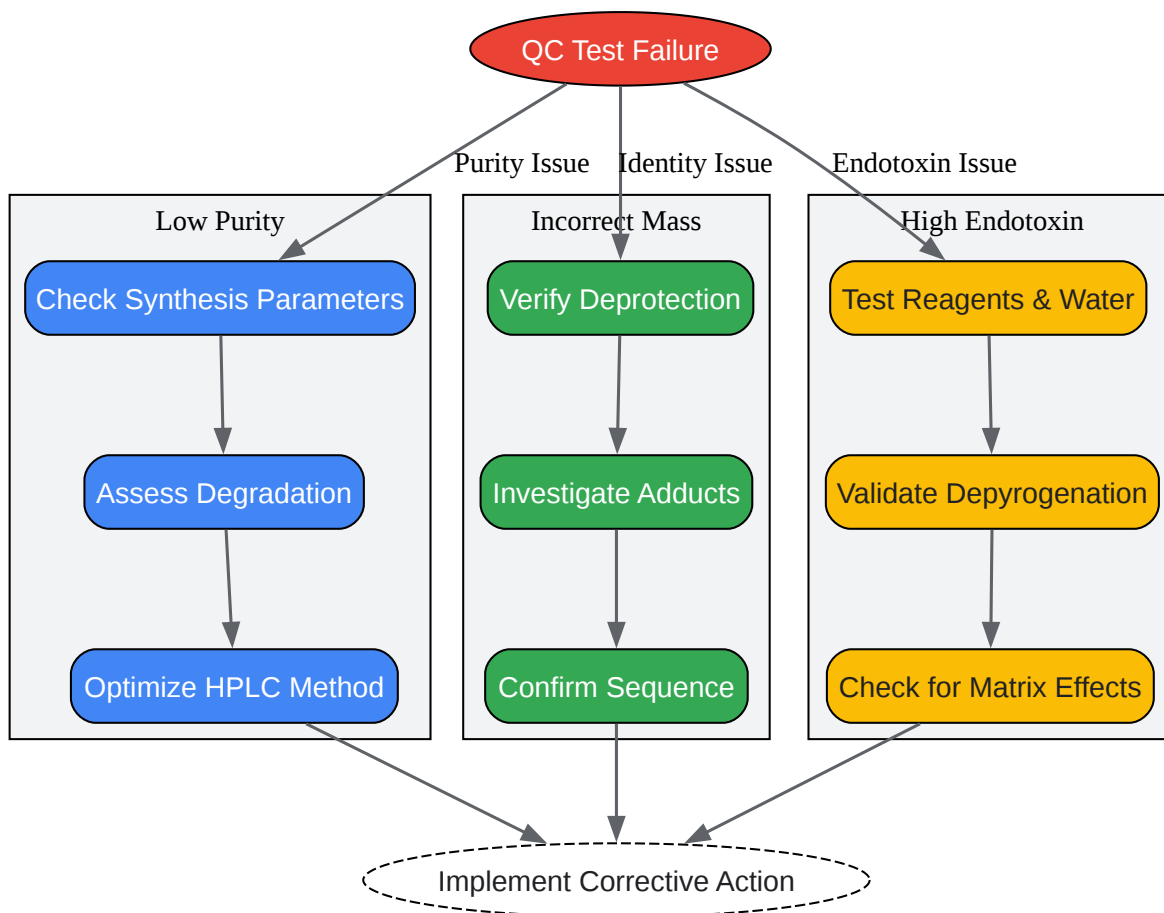 QC Test Failure
Purity Issue
Identity Issue
Endotoxin Issue
Low Purity
Incorrect Mass
High Endotoxin
Check Synthesis Parameters
Verify Deprotection
Test Reagents & Water
Assess Degradation
Investigate Adducts
Validate Depyrogenation
Optimize HPLC Method
Confirm Sequence
Check for Matrix Effects
Implement Corrective Action